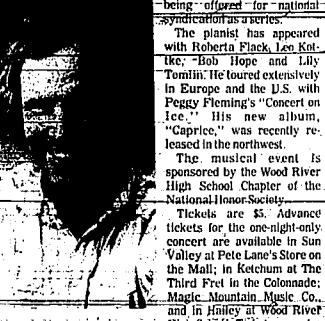 being offered for national
syndication as a series.
The pianist has appeared
with Roberta Flack, Leo Kot-
tke, Bob Hope and Lily
Tomlin. He toured extensively
in Europe and the U.S. with
Peggy Fleming's "Concert on
Ice." His new album,
"Caprice," was recently re-
leased in the northwest.
The musical event is
sponsored by the Wood River
High School Chapter of the
National Honor Society.
Tickets are $5. Advance
tickets for the one-night-only
concert are available in Sun
Valley at Pete Lane's Store on
the Mall; in Ketchum at The
Third Fret in the Colonnade;
Magic Mountain Music Co.,
and in Hailey at Wood River